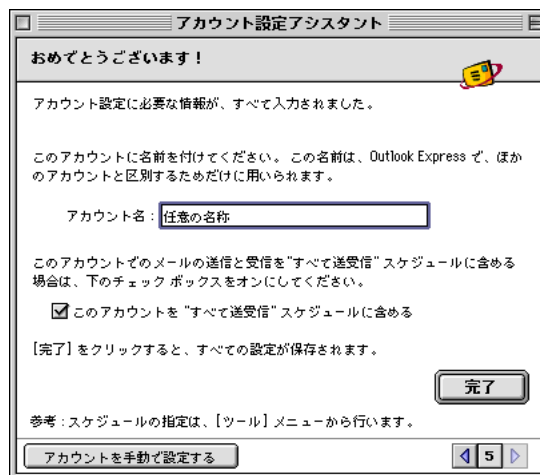 アカウント設定アシスタント
おめでとうございます！
アカウント設定に必要な情報が、すべて入力されました。
このアカウントに名前を付けてください。この名前は、Outlook Express で、ほか
のアカウントと区別するためだけに用いられます。
アカウント名：任意の名称
このアカウントでのメールの送信と受信を"すべて送受信" スケジュールに含める
場合は、下のチェック ボックスをオンにしてください。
このアカウントを "すべて送受信" スケジュールに含める
[完了] をクリックすると、すべての設定が保存されます。
完了
参考：スケジュールの指定は、[ツール] メニューから行います。
アカウントを手動で設定する 5